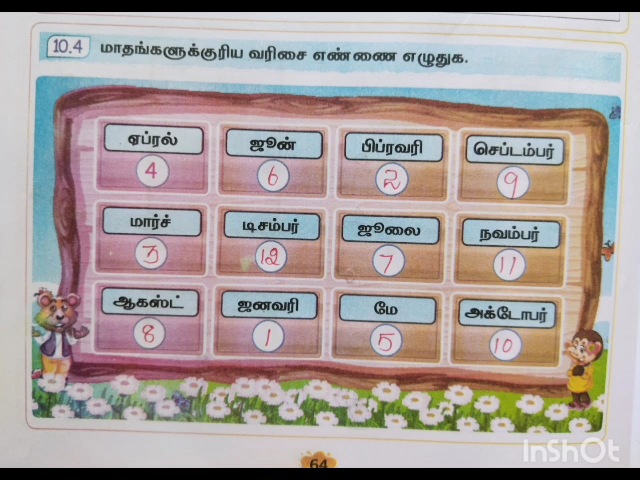 10.4 மாதங்களுக்குரிய வரிசை எண்ணை எழுதுக.
ஏப்ரல் ஜூன் பிப்ரவரி செப்டம்பர்
4 6 2 9
மார்ச் டிசம்பர் ஜூலை நவம்பர்
3 12 7 11
ஆகஸ்ட் ஜனவரி மே அக்டோபர்
8 1 5 10
64
InShOt